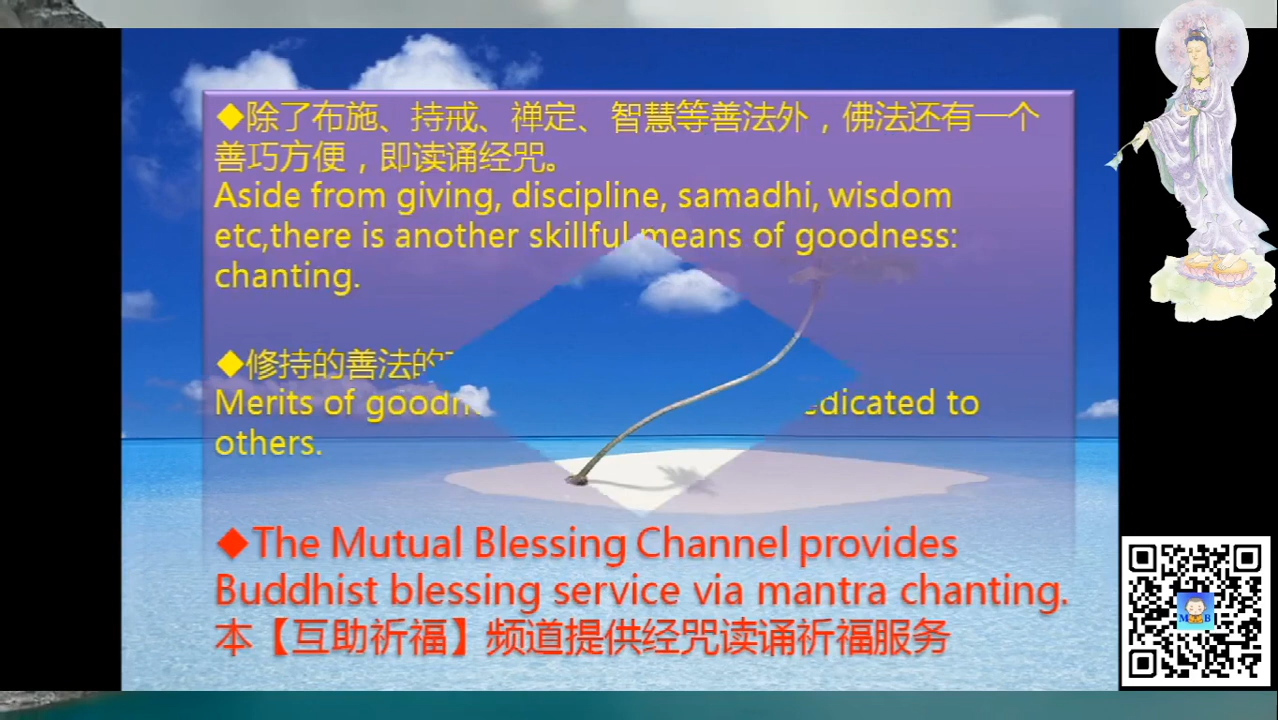 ◆除了布施、持戒、禅定、智慧等善法外，佛法还有一个
善巧方便，即读诵经咒。
Aside from giving, discipline, samadhi, wisdom
etc,there is another skillful means of goodness:
chanting.
◆修持的善法的
Merits of to
others.
◆The Mutual Blessing Channel provides
Buddhist blessing service via mantra chanting.
本【互助祈福】频道提供经咒读诵祈福服务
M B